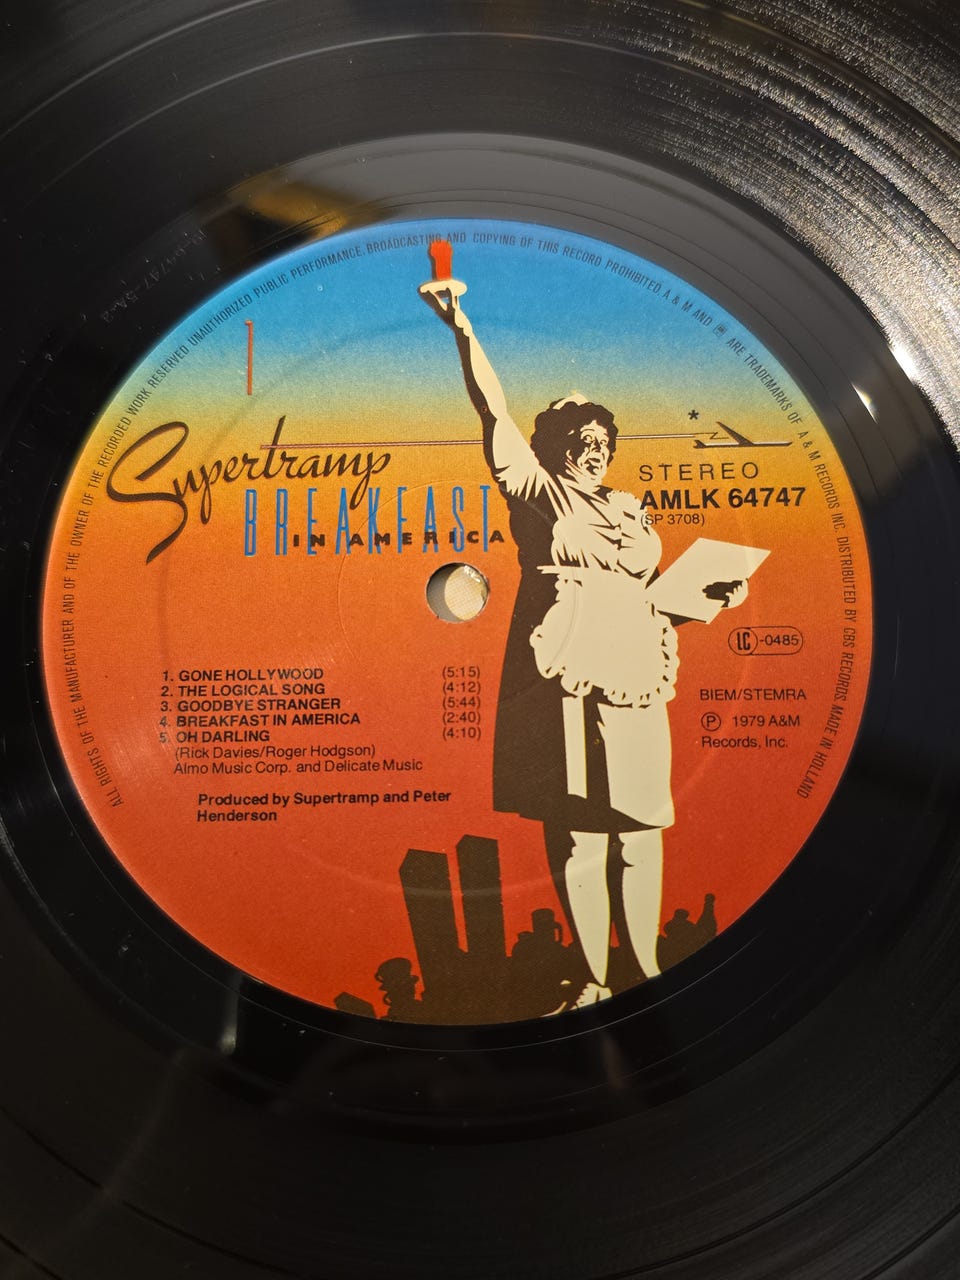 ALL RIGHTS OF THE MANUFACTURER AND OF THE OWNER OF THE RECORDED WORK RESERVED UNAUTHORIZED PUBLIC PERFORMANCE, BROADCASTING AND COPYING OF THIS RECORD PROHIBITED. A & M AND ARE TRADEMARKS OF A & M RECORDS INC. DISTRIBUTED BY CBS RECORDS. MADE IN HOLLAND
1
Supertramp
BREAKFAST
IN AMERICA
*
STEREO
AMLK 64747
(SP 3708)
LC-0485
1. GONE HOLLYWOOD (5:15)
2. THE LOGICAL SONG (4:12)
3. GOODBYE STRANGER (5:44)
4. BREAKFAST IN AMERICA (2:40)
5. OH DARLING (4:10)
(Rick Davies/Roger Hodgson)
Almo Music Corp. and Delicate Music
BIEM/STEMRA
Ⓟ 1979 A&M
Records, Inc.
Produced by Supertramp and Peter
Henderson